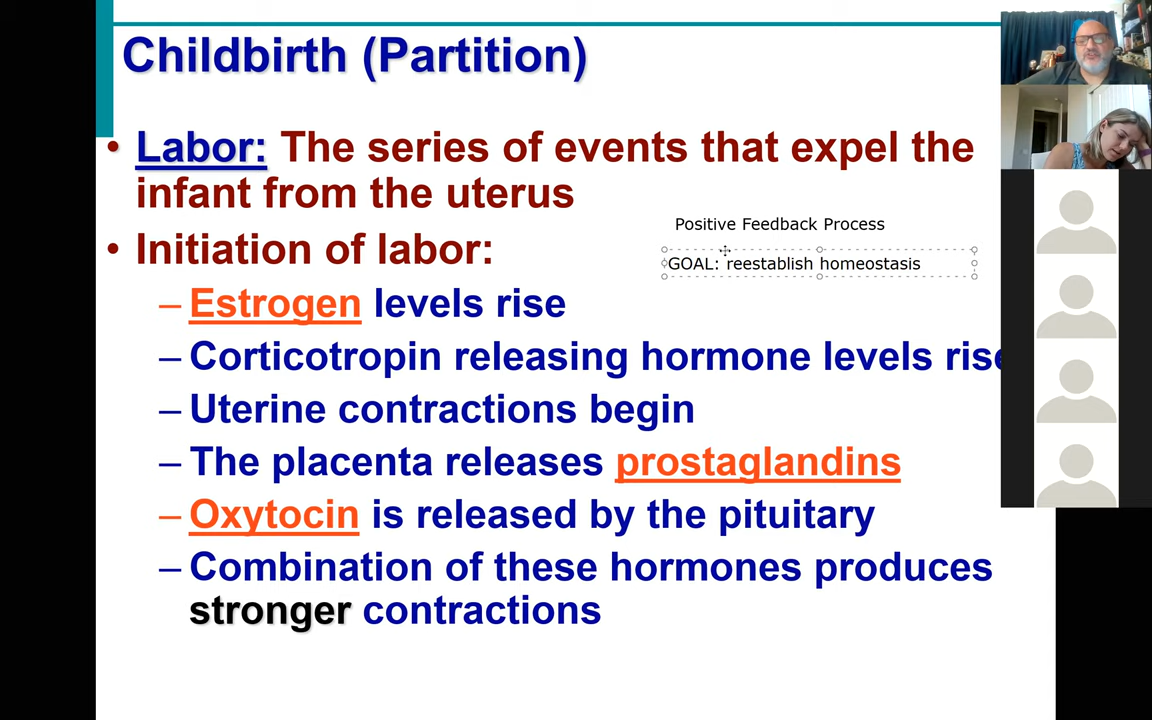 Childbirth (Partition)
• Labor: The series of events that expel the
infant from the uterus
Positive Feedback Process
• Initiation of labor:
GOAL: reestablish homeostasis
– Estrogen levels rise
– Corticotropin releasing hormone levels rise
– Uterine contractions begin
– The placenta releases prostaglandins
– Oxytocin is released by the pituitary
– Combination of these hormones produces
stronger contractions